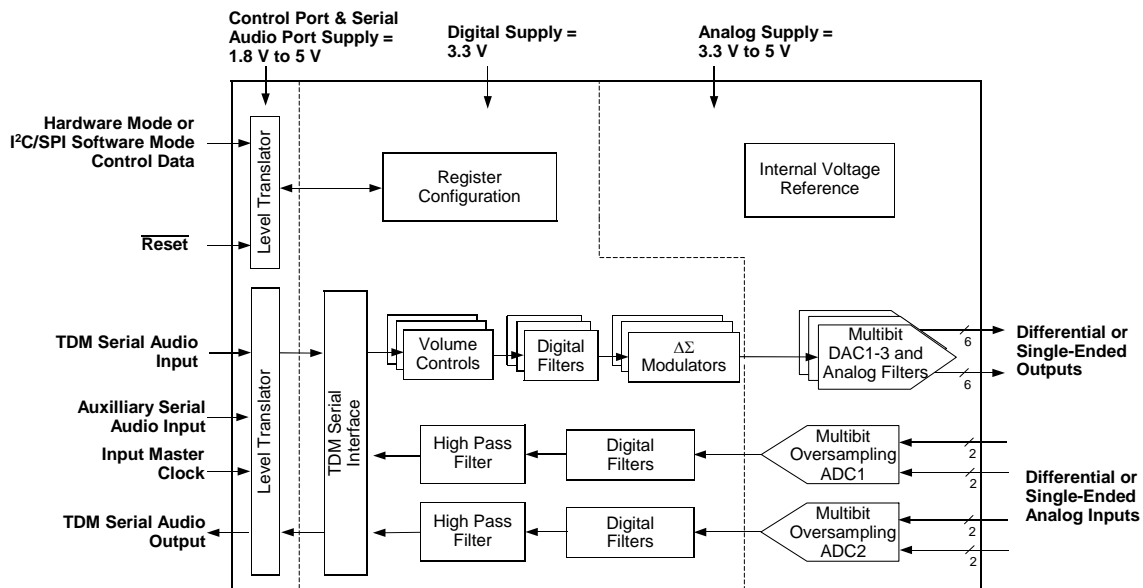 Control Port & Serial
Audio Port Supply =
1.8 V to 5 V
Digital Supply =
3.3 V
Analog Supply =
3.3 V to 5 V
Hardware Mode or
I²C/SPI Software Mode
Control Data
Reset
Level Translator
Register
Configuration
Internal Voltage
Reference
TDM Serial Audio
Input
Auxilliary Serial
Audio Input
Input Master
Clock
TDM Serial Audio
Output
Level Translator
TDM Serial
Interface
Volume
Controls
Digital
Filters
ΔΣ
Modulators
Multibit
DAC1-3 and
Analog Filters
6
6
Differential or
Single-Ended
Outputs
High Pass
Filter
Digital
Filters
Multibit
Oversampling
ADC1
2
2
High Pass
Filter
Digital
Filters
Multibit
Oversampling
ADC2
2
2
Differential or
Single-Ended
Analog Inputs